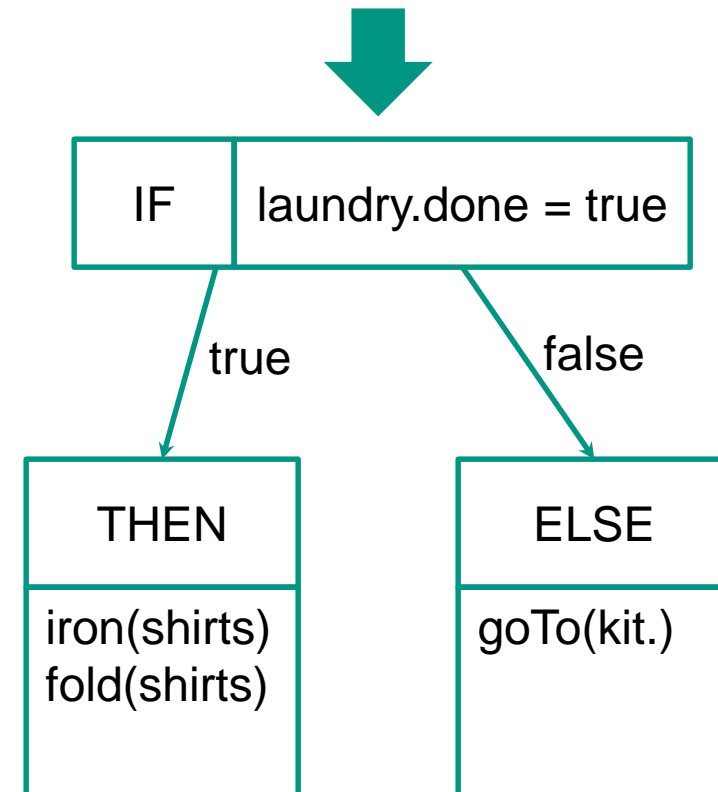 IF
laundry.done = true
true
false
THEN
ELSE
iron(shirts)
fold(shirts)
goTo(kit.)